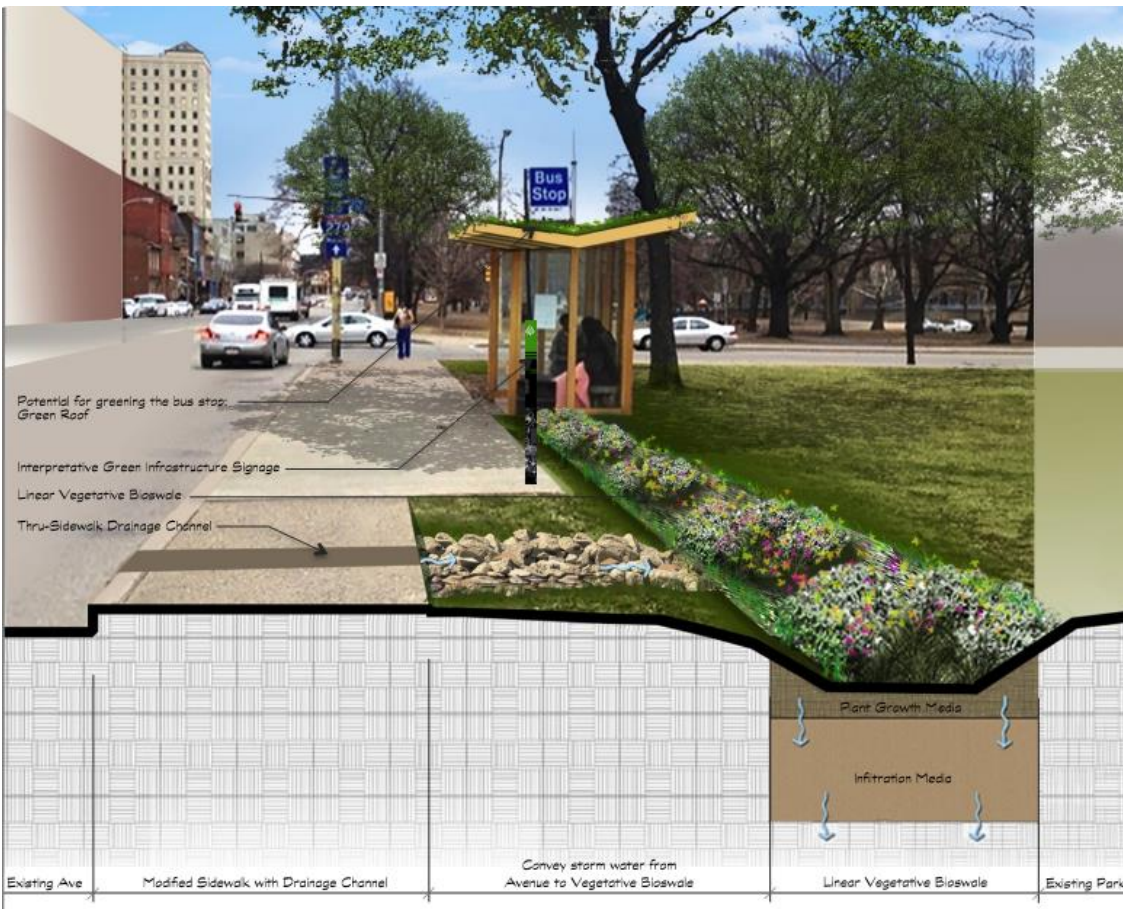 Bus
Stop
279
Potential for greening the bus stop:
Green Roof
Interpretative Green Infrastructure Signage
Linear Vegetative Bioswale
Thru-Sidewalk Drainage Channel
Plant Growth Media
Infitration Media
Existing Ave
Modified Sidewalk with Drainage Channel
Convey storm water from
Avenue to Vegetative Bioswale
Linear Vegetative Bioswale
Existing Park